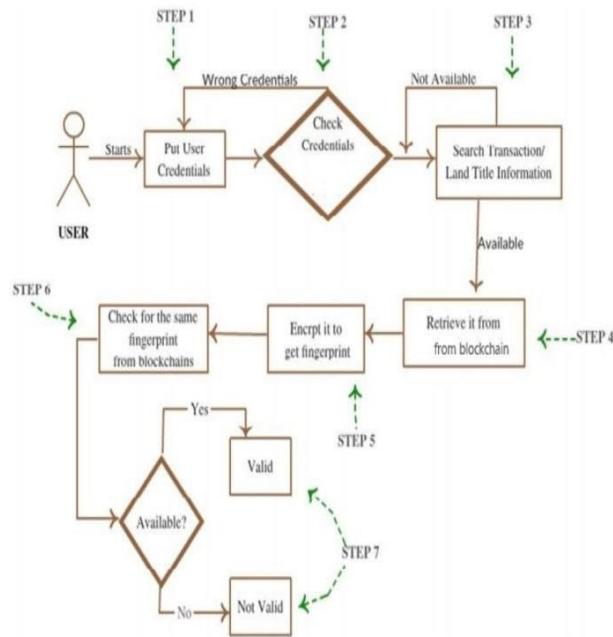 STEP 1
STEP 2
STEP 3
Wrong Credentials
Not Available
Check
Credentials
Starts
Put User
Credentials
Search Transaction/
Land Title Information
USER
Available
STEP 6
Check for the same
fingerprint
from blockchains
Encrpt it to
get fingerprint
Retrieve it from
from blockchain
STEP 4
STEP 5
Yes
Valid
Available?
STEP 7
No
Not Valid